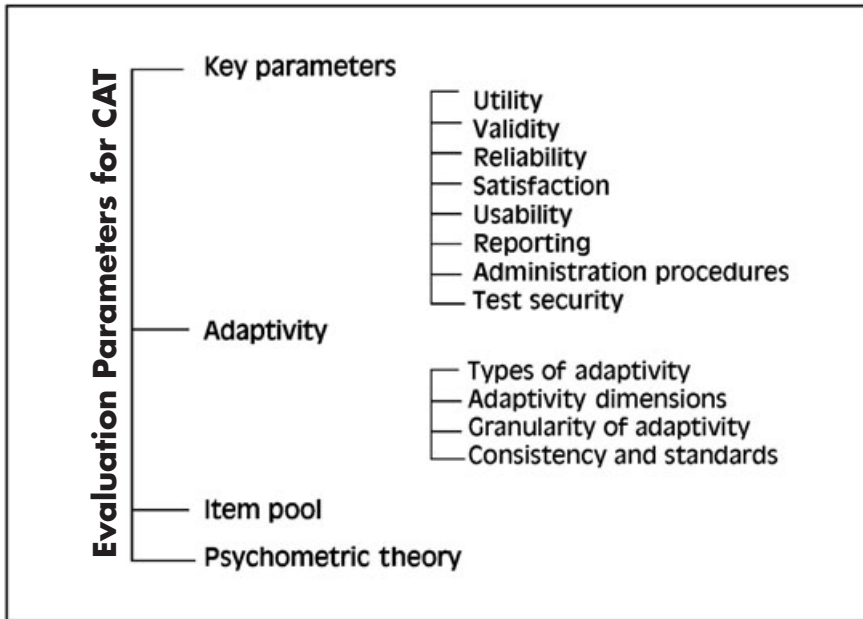 Evaluation Parameters for CAT
Key parameters
Utility
Validity
Reliability
Satisfaction
Usability
Reporting
Administration procedures
Test security
Adaptivity
Types of adaptivity
Adaptivity dimensions
Granularity of adaptivity
Consistency and standards
Item pool
Psychometric theory